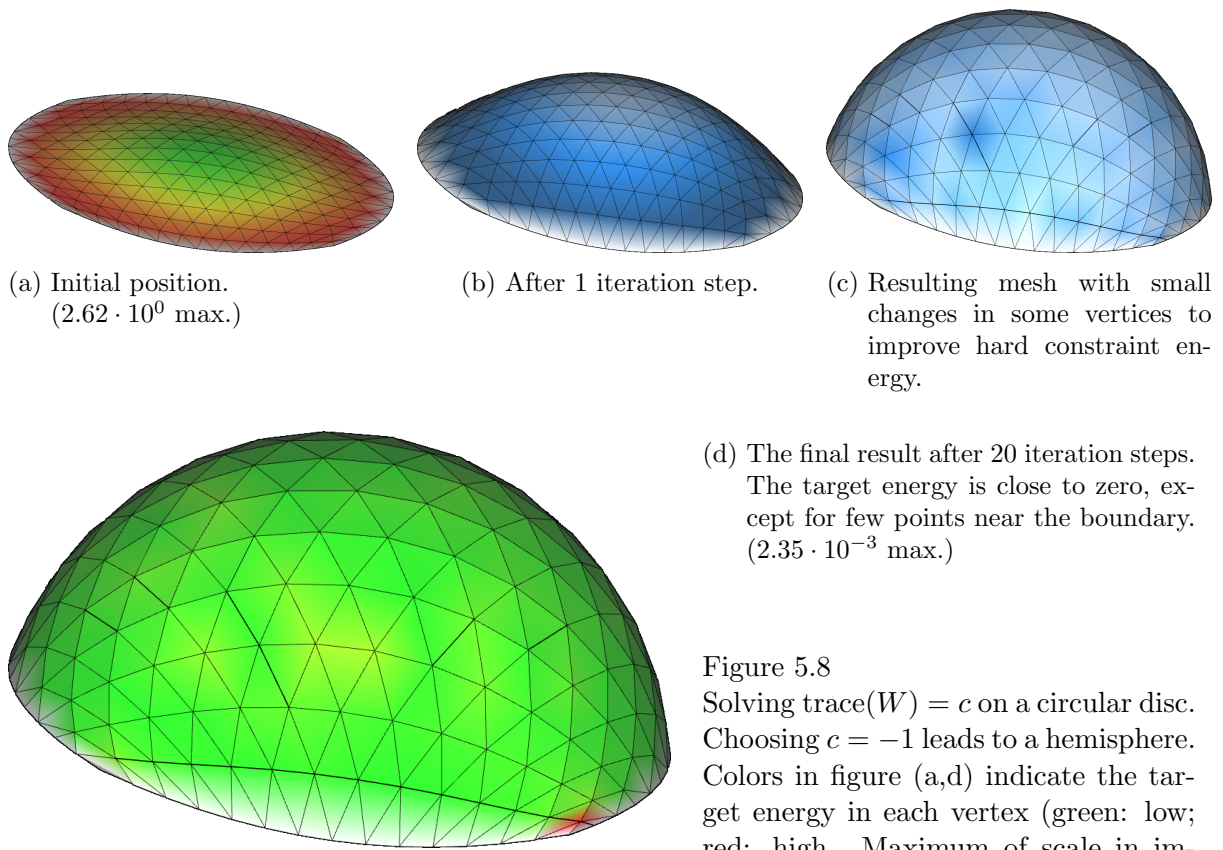 (a) Initial position.
(2.62 · 10⁰ max.)
(b) After 1 iteration step.
(c) Resulting mesh with small
changes in some vertices to
improve hard constraint en-
ergy.
(d) The final result after 20 iteration steps.
The target energy is close to zero, ex-
cept for few points near the boundary.
(2.35 · 10⁻³ max.)
Figure 5.8
Solving trace(W) = c on a circular disc.
Choosing c = −1 leads to a hemisphere.
Colors in figure (a,d) indicate the tar-
get energy in each vertex (green: low;
red: high. Maximum of scale in im-